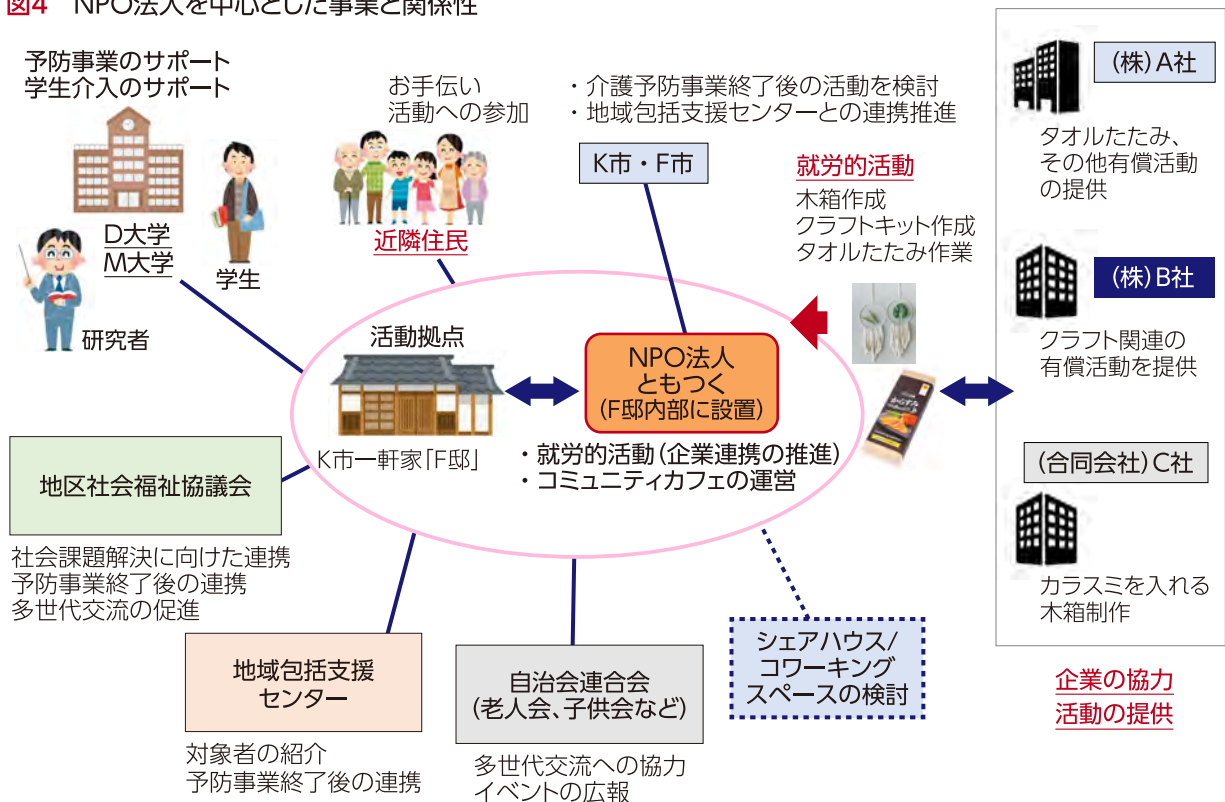 図4 NPO法人を中心とした事業と関係性
予防事業のサポート
学生介入のサポート
D大学
M大学
学生
研究者
お手伝い
活動への参加
近隣住民
・介護予防事業終了後の活動を検討
・地域包括支援センターとの連携推進
K市・F市
就労的活動
木箱作成
クラフトキット作成
タオルたたみ作業
(株)A社
タオルたたみ、
その他有償活動
の提供
(株)B社
クラフト関連の
有償活動を提供
(合同会社)C社
カラスミを入れる
木箱制作
企業の協力
活動の提供
活動拠点
K市一軒家「F邸」
NPO法人
ともつく
(F邸内部に設置)
・就労的活動(企業連携の推進)
・コミュニティカフェの運営
からすみ
地区社会福祉協議会
社会課題解決に向けた連携
予防事業終了後の連携
多世代交流の促進
地域包括支援
センター
対象者の紹介
予防事業終了後の連携
自治会連合会
(老人会、子供会など)
多世代交流への協力
イベントの広報
シェアハウス/
コワーキング
スペースの検討